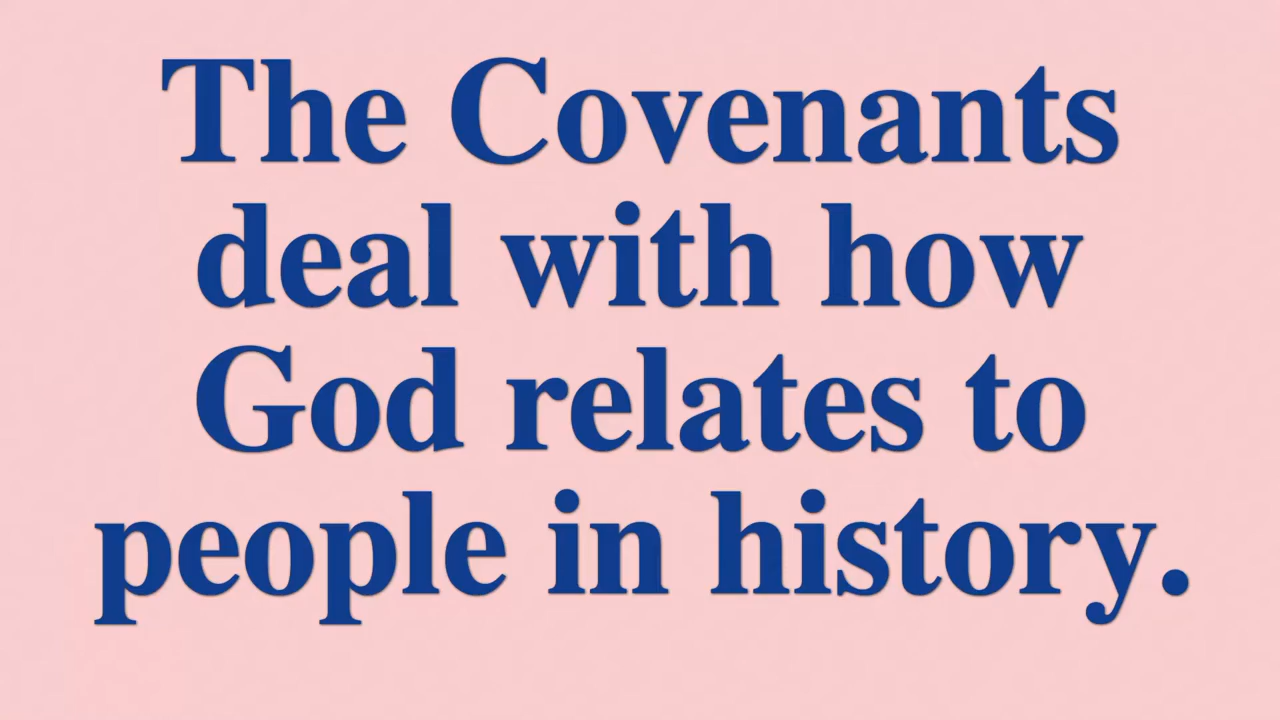 The Covenants
deal with how
God relates to
people in history.